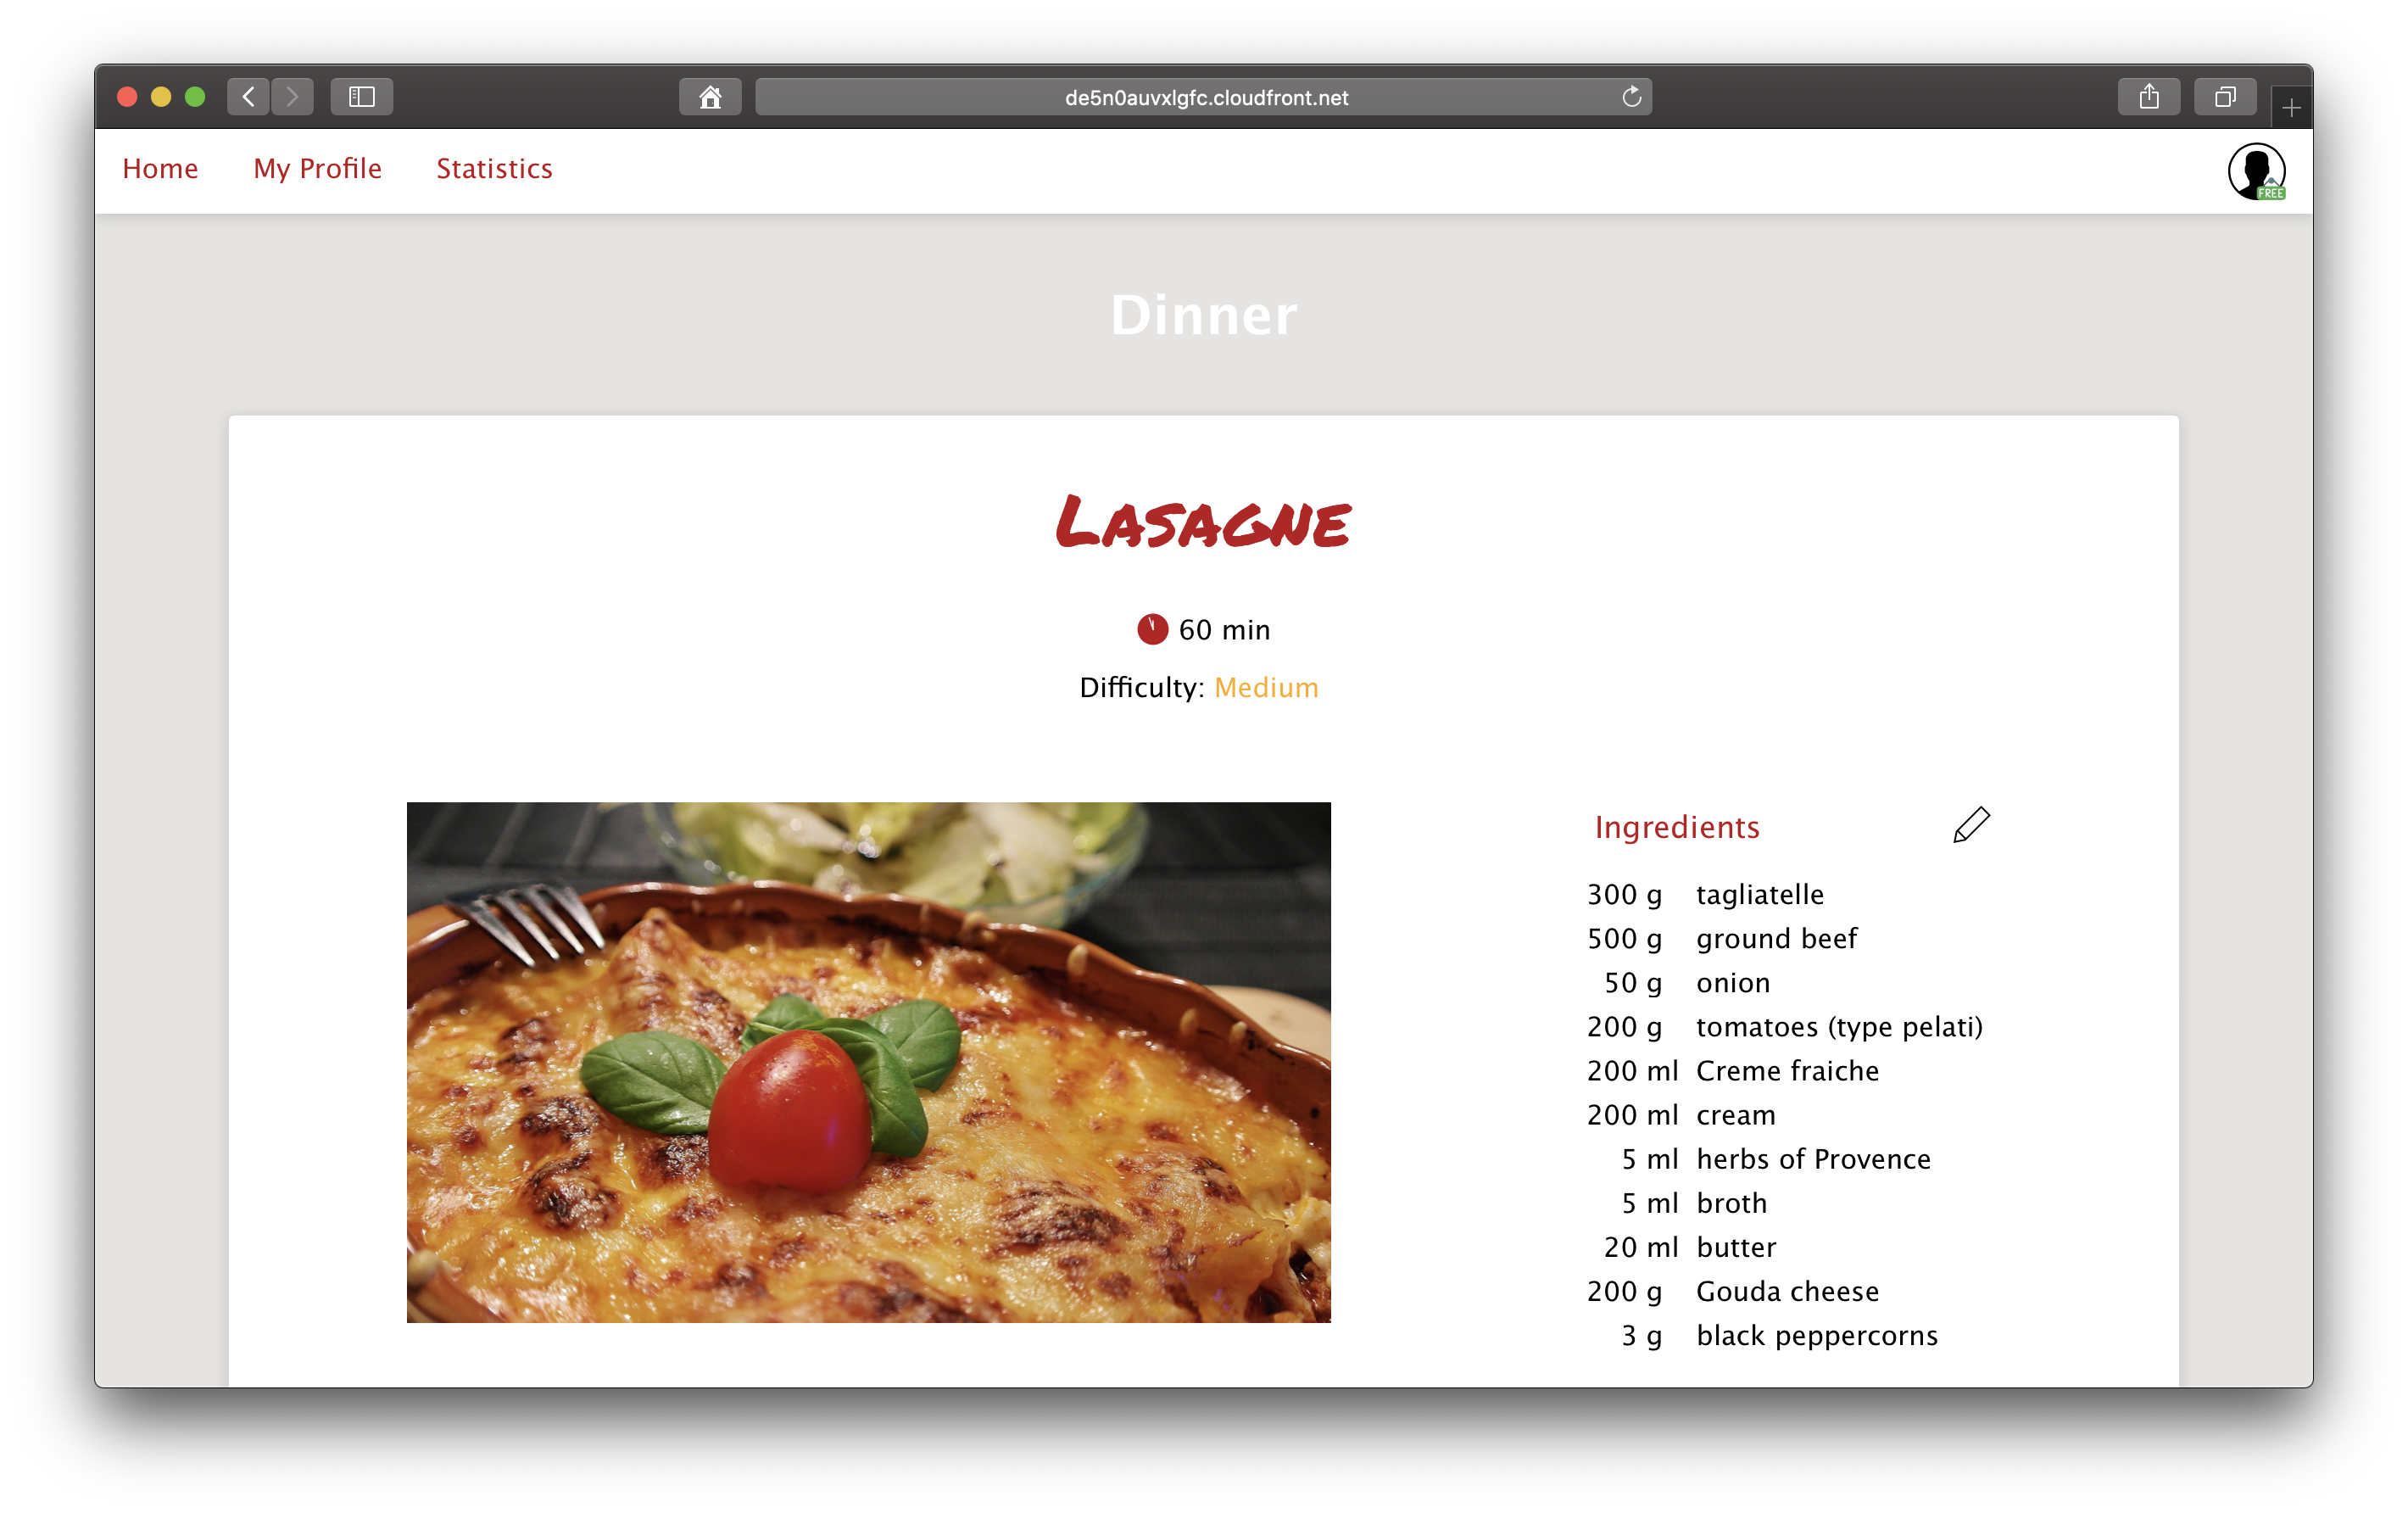 de5n0auvxlgfc.cloudfront.net
Home My Profile Statistics
FREE
Dinner
Lasagne
60 min
Difficulty: Medium
Ingredients
300 g tagliatelle
500 g ground beef
50 g onion
200 g tomatoes (type pelati)
200 ml Creme fraiche
200 ml cream
5 ml herbs of Provence
5 ml broth
20 ml butter
200 g Gouda cheese
3 g black peppercorns